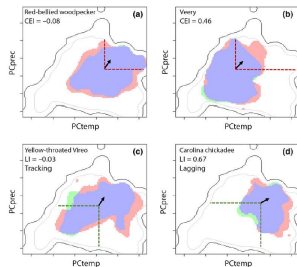 Red-bellied woodpecker
(a)
CEI = −0.08
PCprec
PCtemp
Veery
(b)
CEI = 0.46
PCprec
PCtemp
(c)
Yellow-throated Vireo
LI = −0.03
Tracking
PCprec
PCtemp
Carolina chickadee
(d)
LI = 0.67
Lagging
PCprec
PCtemp